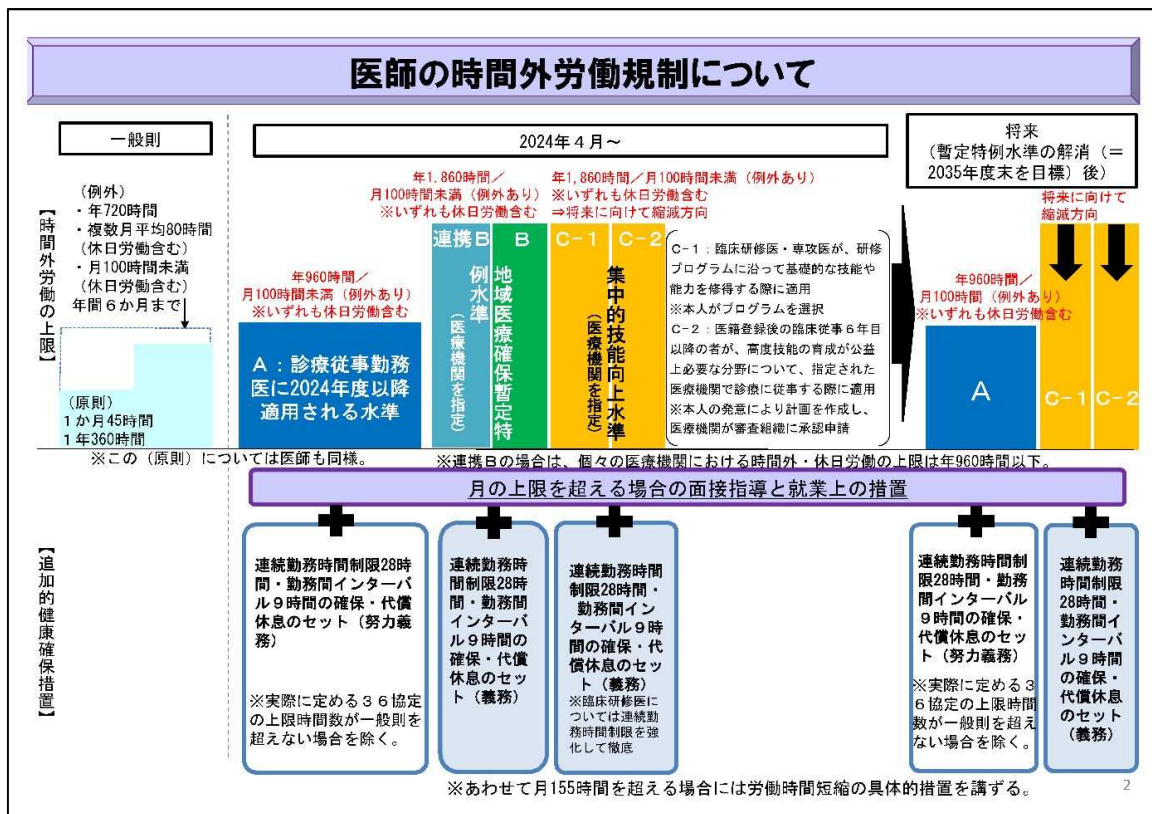 医師の時間外労働規制について
一般則
2024年4月～
将来
(暫定特例水準の解消(=
2035年度末を目標)後)
【時間外労働の上限】
(例外)
・年720時間
・複数月平均80時間
(休日労働含む)
・月100時間未満
(休日労働含む)
年間6か月まで
(原則)
1か月45時間
1年360時間
※この(原則)については医師も同様。
年960時間/
月100時間未満(例外あり)
※いずれも休日労働含む
A:診療従事勤務
医に2024年度以降
適用される水準
年1,860時間/
月100時間未満(例外あり)
※いずれも休日労働含む
連携B
B
地域医療確保暫定特
例水準
(医療機関を指定)
年1,860時間/月100時間未満(例外あり)
※いずれも休日労働含む
⇒将来に向けて縮減方向
C-1
C-2
集中的技能向上水準
(医療機関を指定)
C-1:臨床研修医・専攻医が、研修
プログラムに沿って基礎的な技能や
能力を修得する際に適用
※本人がプログラムを選択
C-2:医籍登録後の臨床従事6年目
以降の者が、高度技能の育成が公益
上必要な分野について、指定された
医療機関で診療に従事する際に適用
※本人の発意により計画を作成し、
医療機関が審査組織に承認申請
年960時間/
月100時間(例外あり)
※いずれも休日労働含む
A
将来に向けて
縮減方向
C-1
C-2
※連携Bの場合は、個々の医療機関における時間外・休日労働の上限は年960時間以下。
月の上限を超える場合の面接指導と就業上の措置
【追加的健康確保措置】
連続勤務時間制限28時
間・勤務間インターバ
ル9時間の確保・代償
休息のセット(努力義
務)
※実際に定める36協定
の上限時間数が一般則を
超えない場合を除く。
連続勤務時
間制限28時
間・勤務間イ
ンターバル
9時間の
確保・代償
休息のセッ
ト(義務)
連続勤務時間
制限28時間・
勤務間イン
ターバル9時
間の確保・代
償休息のセッ
ト(義務)
※臨床研修医に
ついては連続勤
務時間制限を強
化して徹底
連続勤務時間制
限28時間・勤務
間インターバル
9時間の確保・
代償休息のセッ
ト(努力義務)
※実際に定める3
6協定の上限時間
数が一般則を超え
ない場合を除く。
連続勤務
時間制限
28時間・勤
務間インタ
ーバル9時間
の確保・代
償休息
のセット
(義務)
※あわせて月155時間を超える場合には労働時間短縮の具体的措置を講ずる。
2